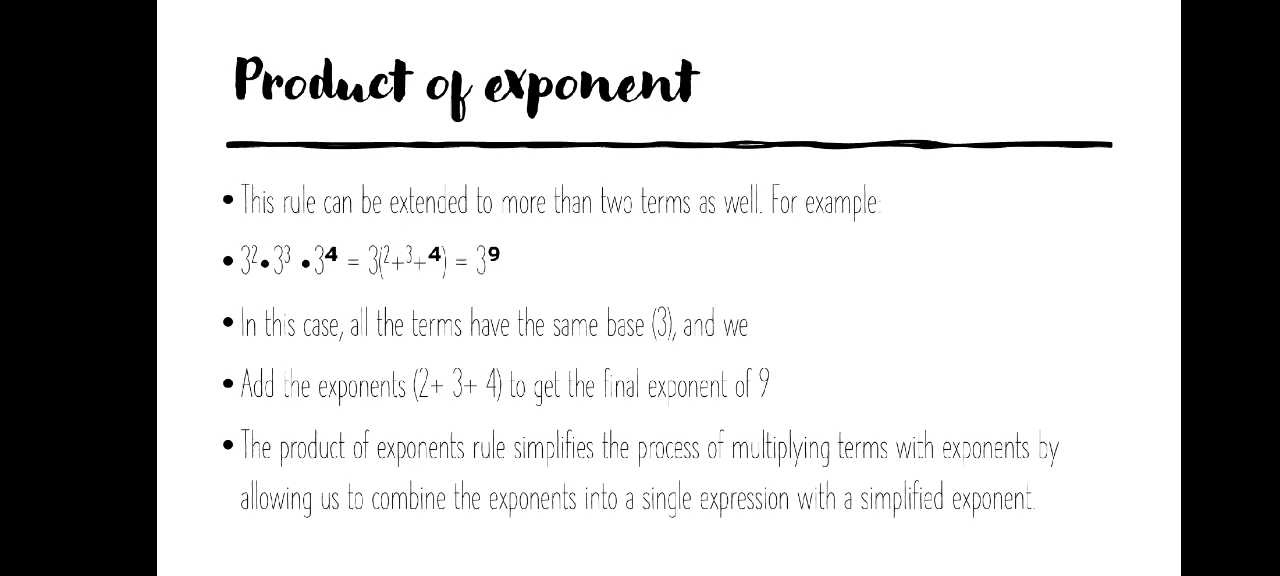 Product of exponent
• This rule can be extended to more than two terms as well. For example:
• 3²•3³ •3⁴ = 3(²+³+⁴) = 3⁹
• In this case, all the terms have the same base (3), and we
• Add the exponents (2+ 3+ 4) to get the final exponent of 9
• The product of exponents rule simplifies the process of multiplying terms with exponents by
allowing us to combine the exponents into a single expression with a simplified exponent.